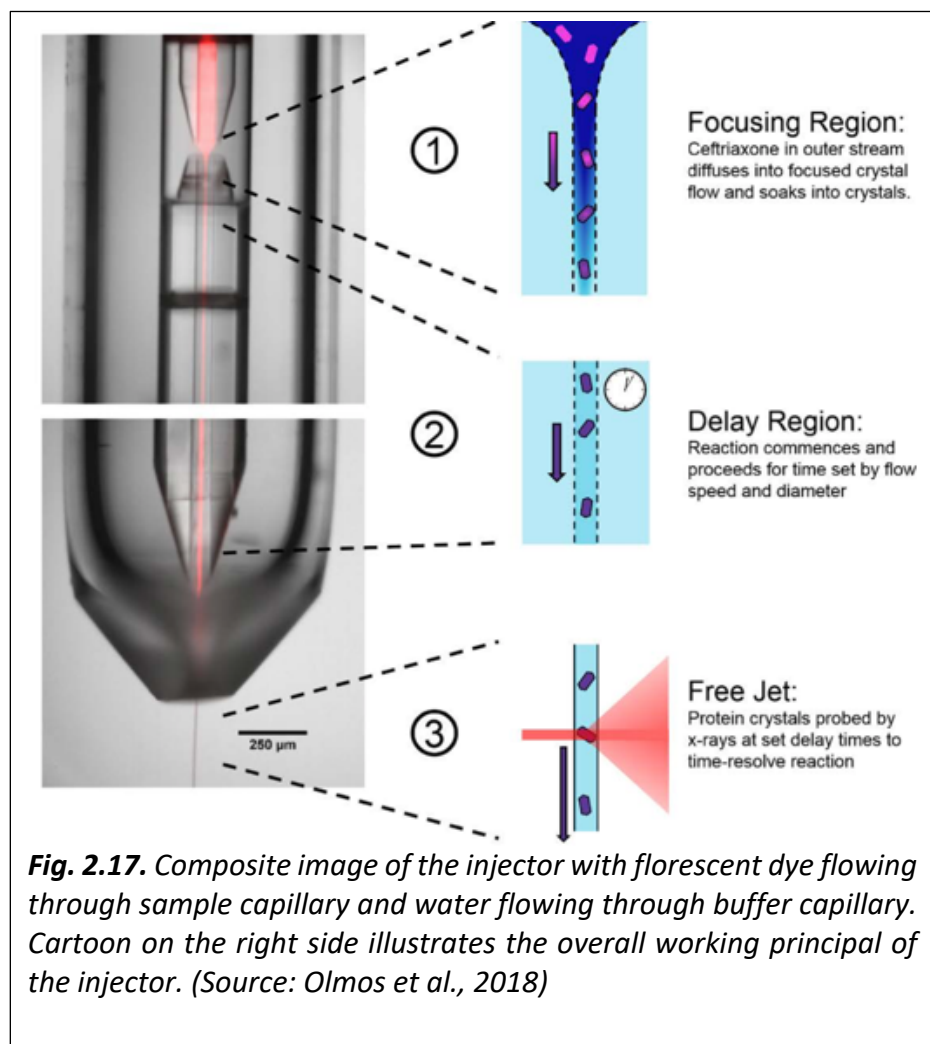 ①
Focusing Region:
Ceftriaxone in outer stream
diffuses into focused crystal
flow and soaks into crystals.
②
Delay Region:
Reaction commences and
proceeds for time set by flow
speed and diameter
③
250 µm
Free Jet:
Protein crystals probed by
x-rays at set delay times to
time-resolve reaction
Fig. 2.17. Composite image of the injector with florescent dye flowing
through sample capillary and water flowing through buffer capillary.
Cartoon on the right side illustrates the overall working principal of
the injector. (Source: Olmos et al., 2018)